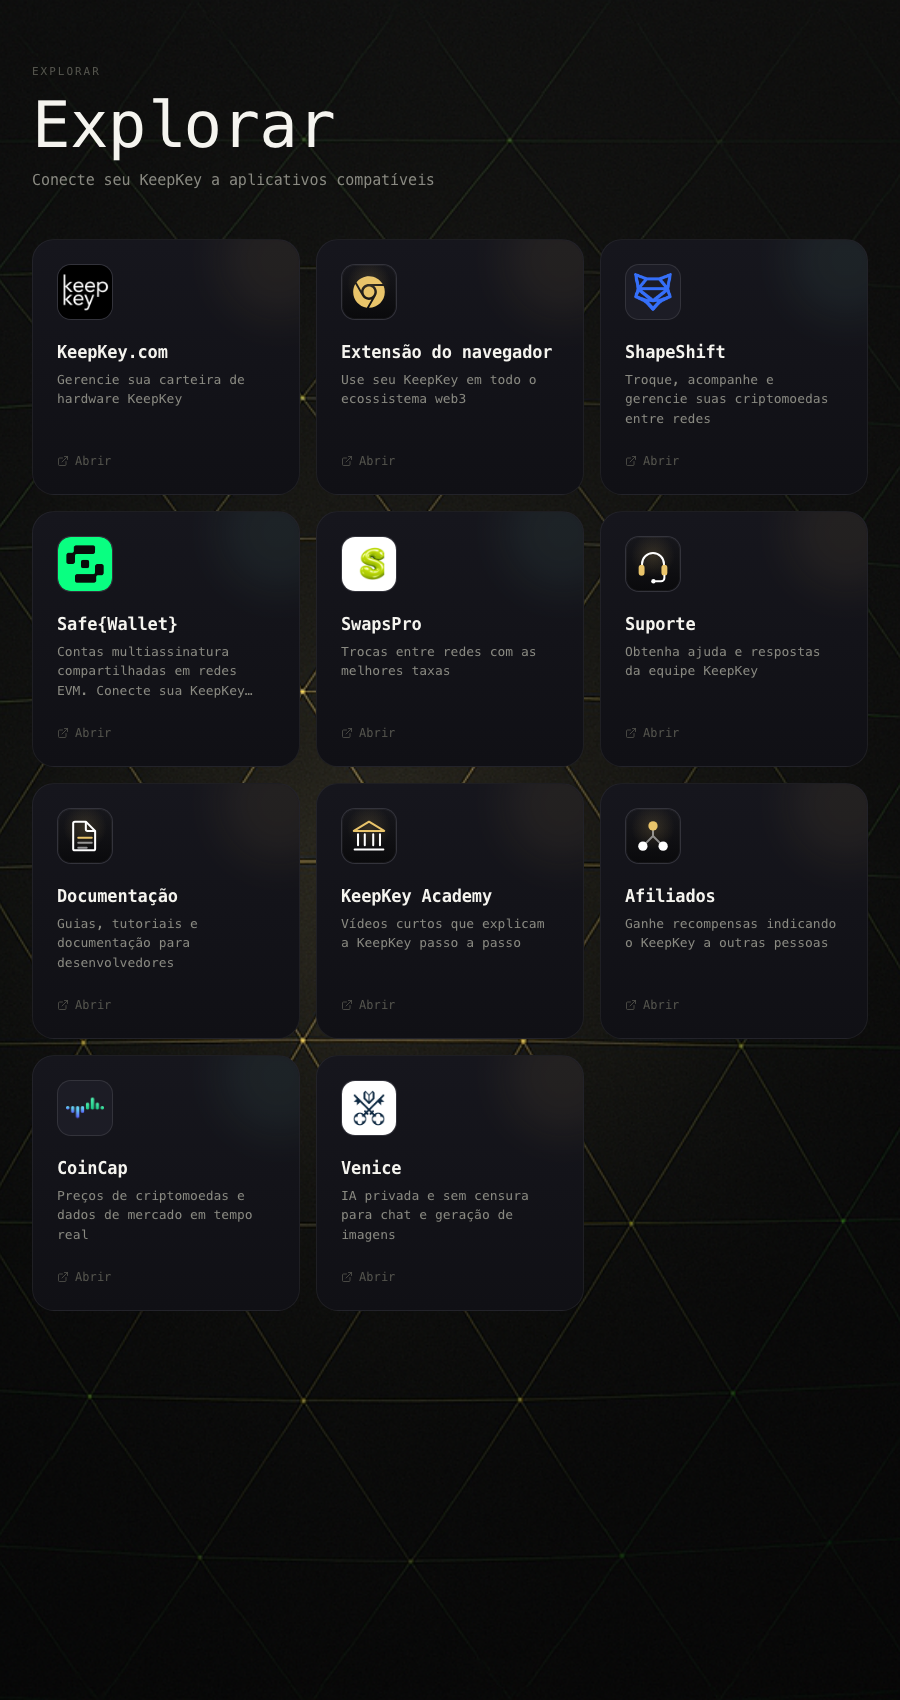 EXPLORAR
Explorar
Conecte seu KeepKey a aplicativos compatíveis
keep
key
KeepKey.com
Gerencie sua carteira de
hardware KeepKey
Abrir
Extensão do navegador
Use seu KeepKey em todo o
ecossistema web3
Abrir
ShapeShift
Troque, acompanhe e
gerencie suas criptomoedas
entre redes
Abrir
Safe{Wallet}
Contas multiassinatura
compartilhadas em redes
EVM. Conecte sua KeepKey…
Abrir
S
SwapsPro
Trocas entre redes com as
melhores taxas
Abrir
Suporte
Obtenha ajuda e respostas
da equipe KeepKey
Abrir
Documentação
Guias, tutoriais e
documentação para
desenvolvedores
Abrir
KeepKey Academy
Vídeos curtos que explicam
a KeepKey passo a passo
Abrir
Afiliados
Ganhe recompensas indicando
o KeepKey a outras pessoas
Abrir
CoinCap
Preços de criptomoedas e
dados de mercado em tempo
real
Abrir
Venice
IA privada e sem censura
para chat e geração de
imagens
Abrir